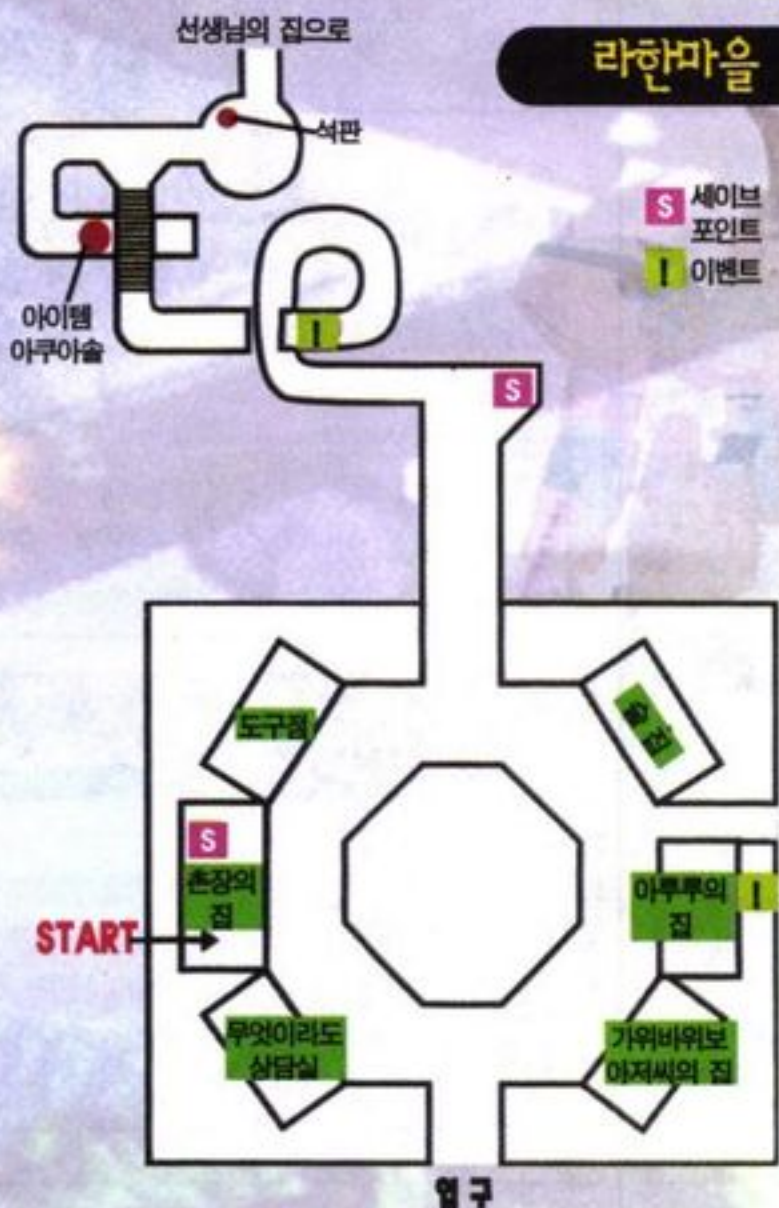 선생님의 집으로
라한마을
석판
S 세이브
포인트
I 이벤트
아이템
아쿠아솔
I
S
도구점
술집
S
촌장의
집
아루루의
집
I
START
무엇이라도
상담실
가위바위보
아저씨의 집
입구